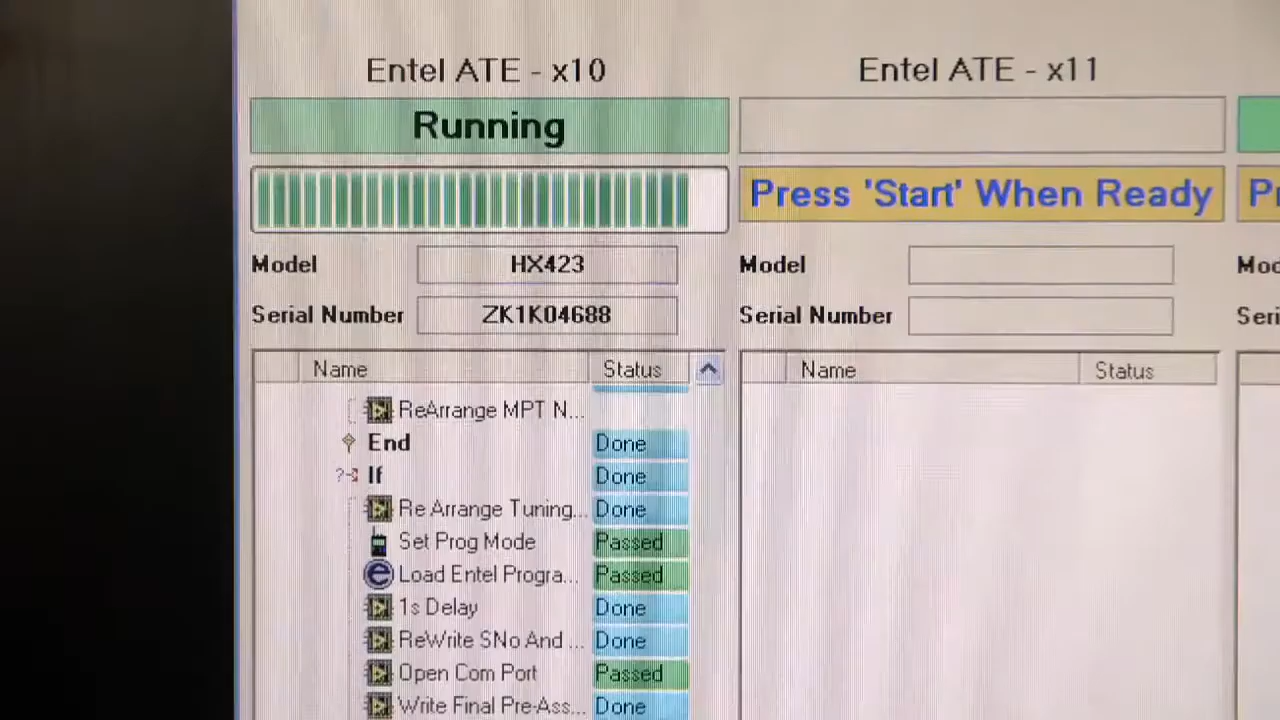 Entel ATE - x10
Entel ATE - x11
Running
Press 'Start' When Ready
Model
HX423
Model
Serial Number
ZK1K04688
Serial Number
Name
Status
Name
Status
ReArrange MPT N...
End
Done
If
Done
Re Arrange Tuning...
Done
Set Prog Mode
Passed
Load Entel Progra...
Passed
1s Delay
Done
ReWrite SNo And ...
Done
Open Com Port
Passed
Write Final Pre-Ass...
Done